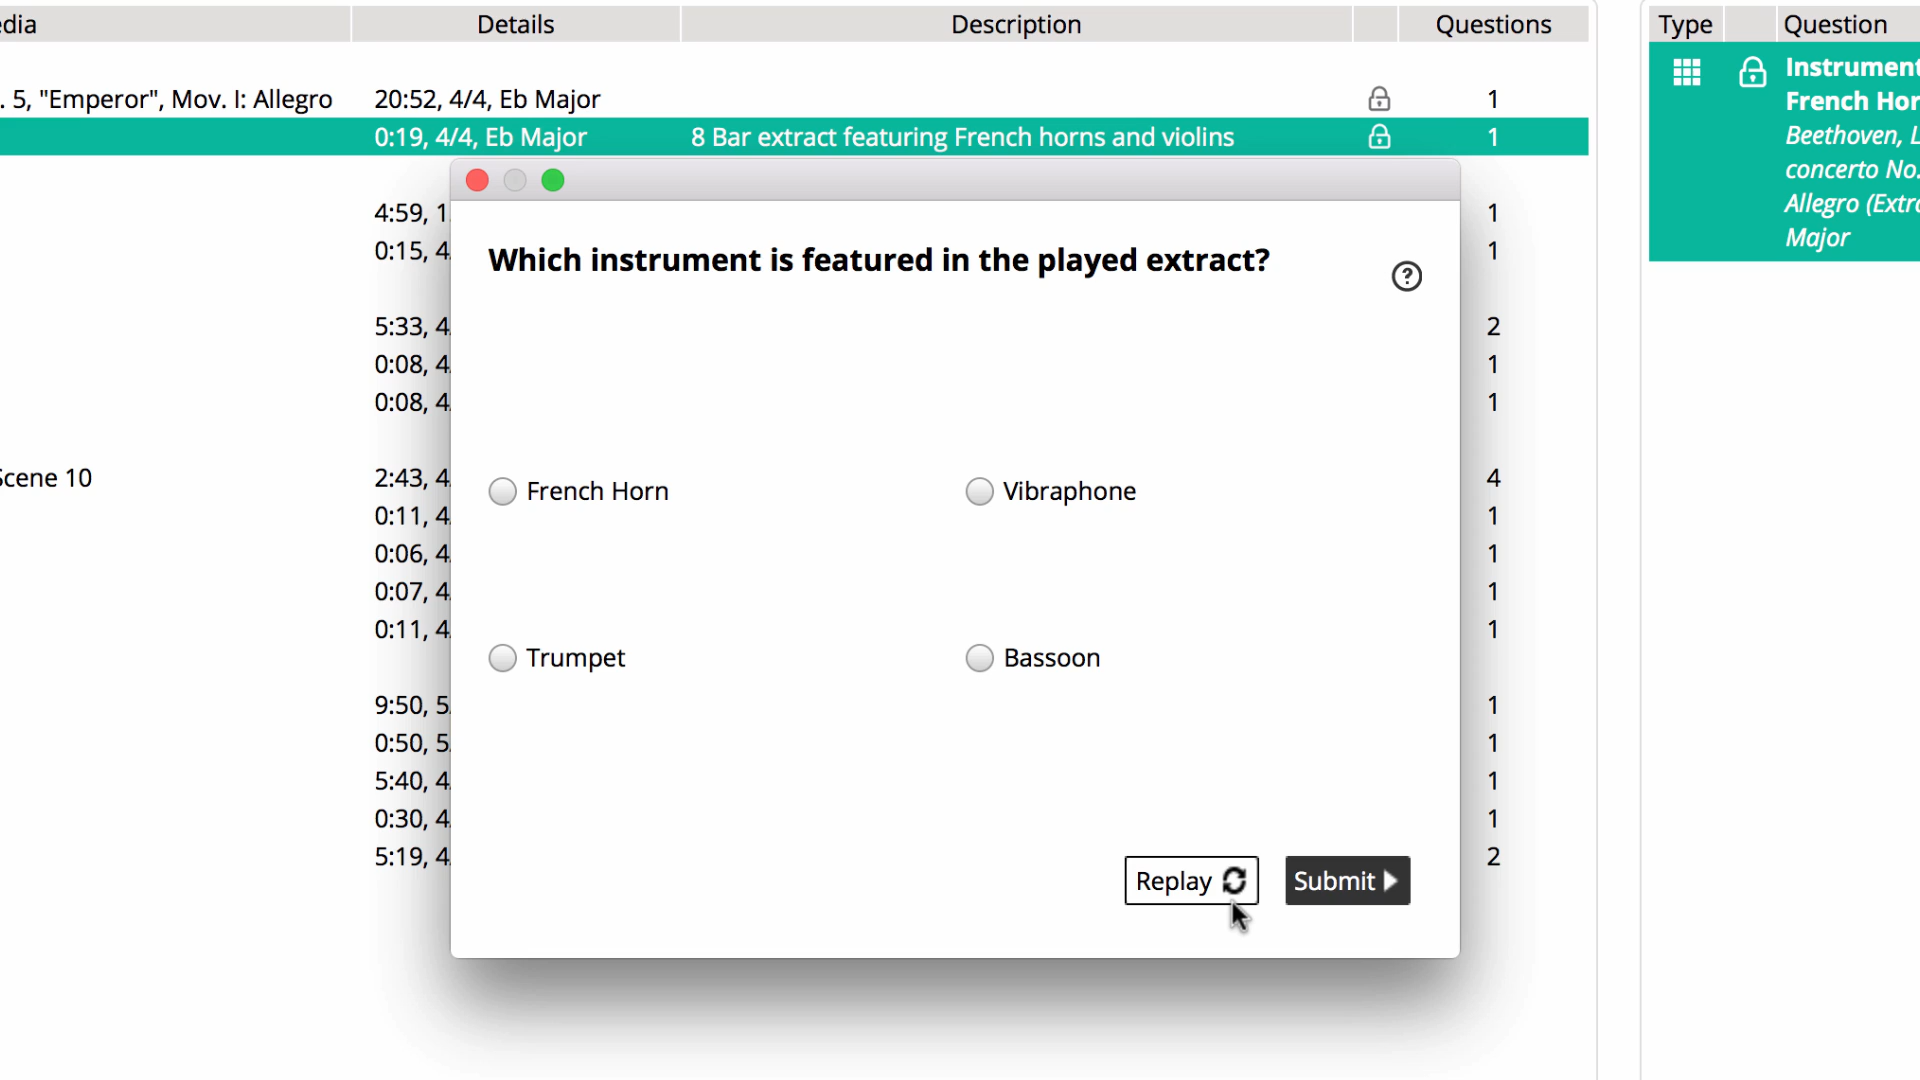 edia Details Description Questions
. 5, "Emperor", Mov. I: Allegro 20:52, 4/4, Eb Major 1
0:19, 4/4, Eb Major 8 Bar extract featuring French horns and violins 1
4:59, 1 1
0:15, 4 1
5:33, 4 2
0:08, 4 1
0:08, 4 1
Scene 10 2:43, 4 4
0:11, 4 1
0:06, 4 1
0:07, 4 1
0:11, 4 1
9:50, 5 1
0:50, 5 1
5:40, 4 1
0:30, 4 1
5:19, 4 2
Which instrument is featured in the played extract?
?
French Horn Vibraphone
Trumpet Bassoon
Replay Submit
Type Question
Instrument
French Hor
Beethoven, L
concerto No.
Allegro (Extra
Major